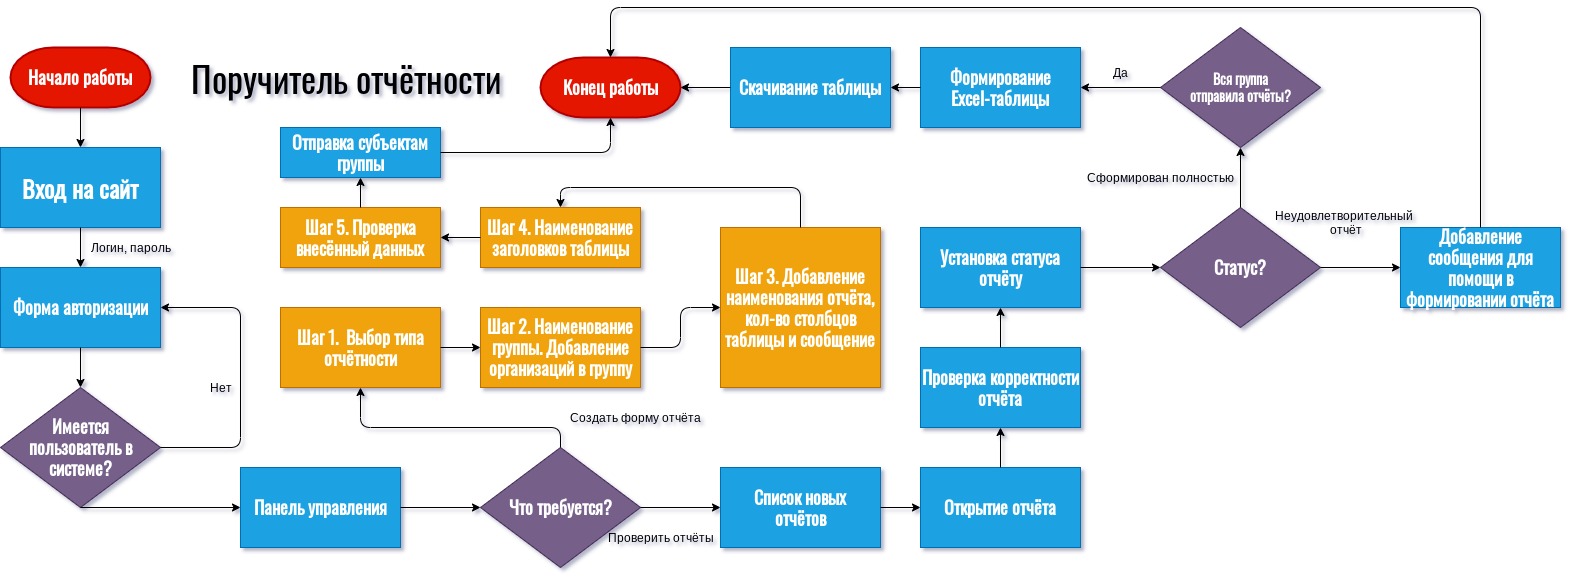 Начало работы
Поручитель отчётности
Конец работы
Скачивание таблицы
Формирование
Excel-таблицы
Да
Вся группа
отправила отчёты?
Вход на сайт
Отправка субъектам
группы
Сформирован полностью
Логин, пароль
Шаг 5. Проверка
внесённый данных
Шаг 4. Наименование
заголовков таблицы
Неудовлетворительный
отчёт
Форма авторизации
Шаг 3. Добавление
наименования отчёта,
кол-во столбцов
таблицы и сообщение
Установка статуса
отчёту
Статус?
Добавление
сообщения для
помощи в
формировании отчёта
Шаг 1.  Выбор типа
отчётности
Шаг 2. Наименование
группы. Добавление
организаций в группу
Нет
Проверка корректности
отчёта
Имеется
пользователь в
системе?
Создать форму отчёта
Панель управления
Что требуется?
Проверить отчёты
Список новых
отчётов
Открытие отчёта